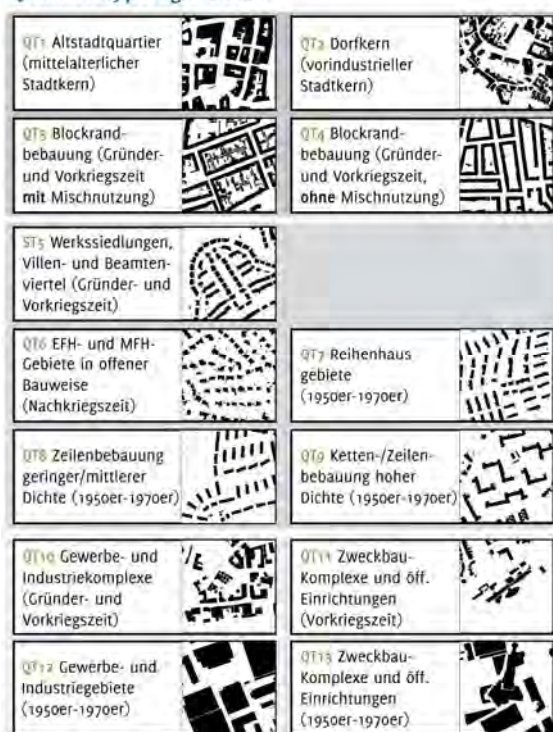 QT1 Altstadtquartier
(mittelalterlicher
Stadtkern)
QT2 Dorfkern
(vorindustrieller
Stadtkern)
QT3 Blockrand-
bebauung (Gründer-
und Vorkriegszeit
mit Mischnutzung)
QT4 Blockrand-
bebauung (Gründer-
und Vorkriegszeit,
ohne Mischnutzung)
ST5 Werkssiedlungen,
Villen- und Beamten-
viertel (Gründer- und
Vorkriegszeit)
QT6 EFH- und MFH-
Gebiete in offener
Bauweise
(Nachkriegszeit)
QT7 Reihenhaus
gebiete
(1950er-1970er)
QT8 Zeilenbebauung
geringer/mittlerer
Dichte (1950er-1970er)
QT9 Ketten-/Zeilen-
bebauung hoher
Dichte (1950er-1970er)
QT10 Gewerbe- und
Industriekomplexe
(Gründer- und
Vorkriegszeit)
QT11 Zweckbau-
Komplexe und öff.
Einrichtungen
(Vorkriegszeit)
QT12 Gewerbe- und
Industriegebiete
(1950er-1970er)
QT13 Zweckbau-
Komplexe und öff.
Einrichtungen
(1950er-1970er)